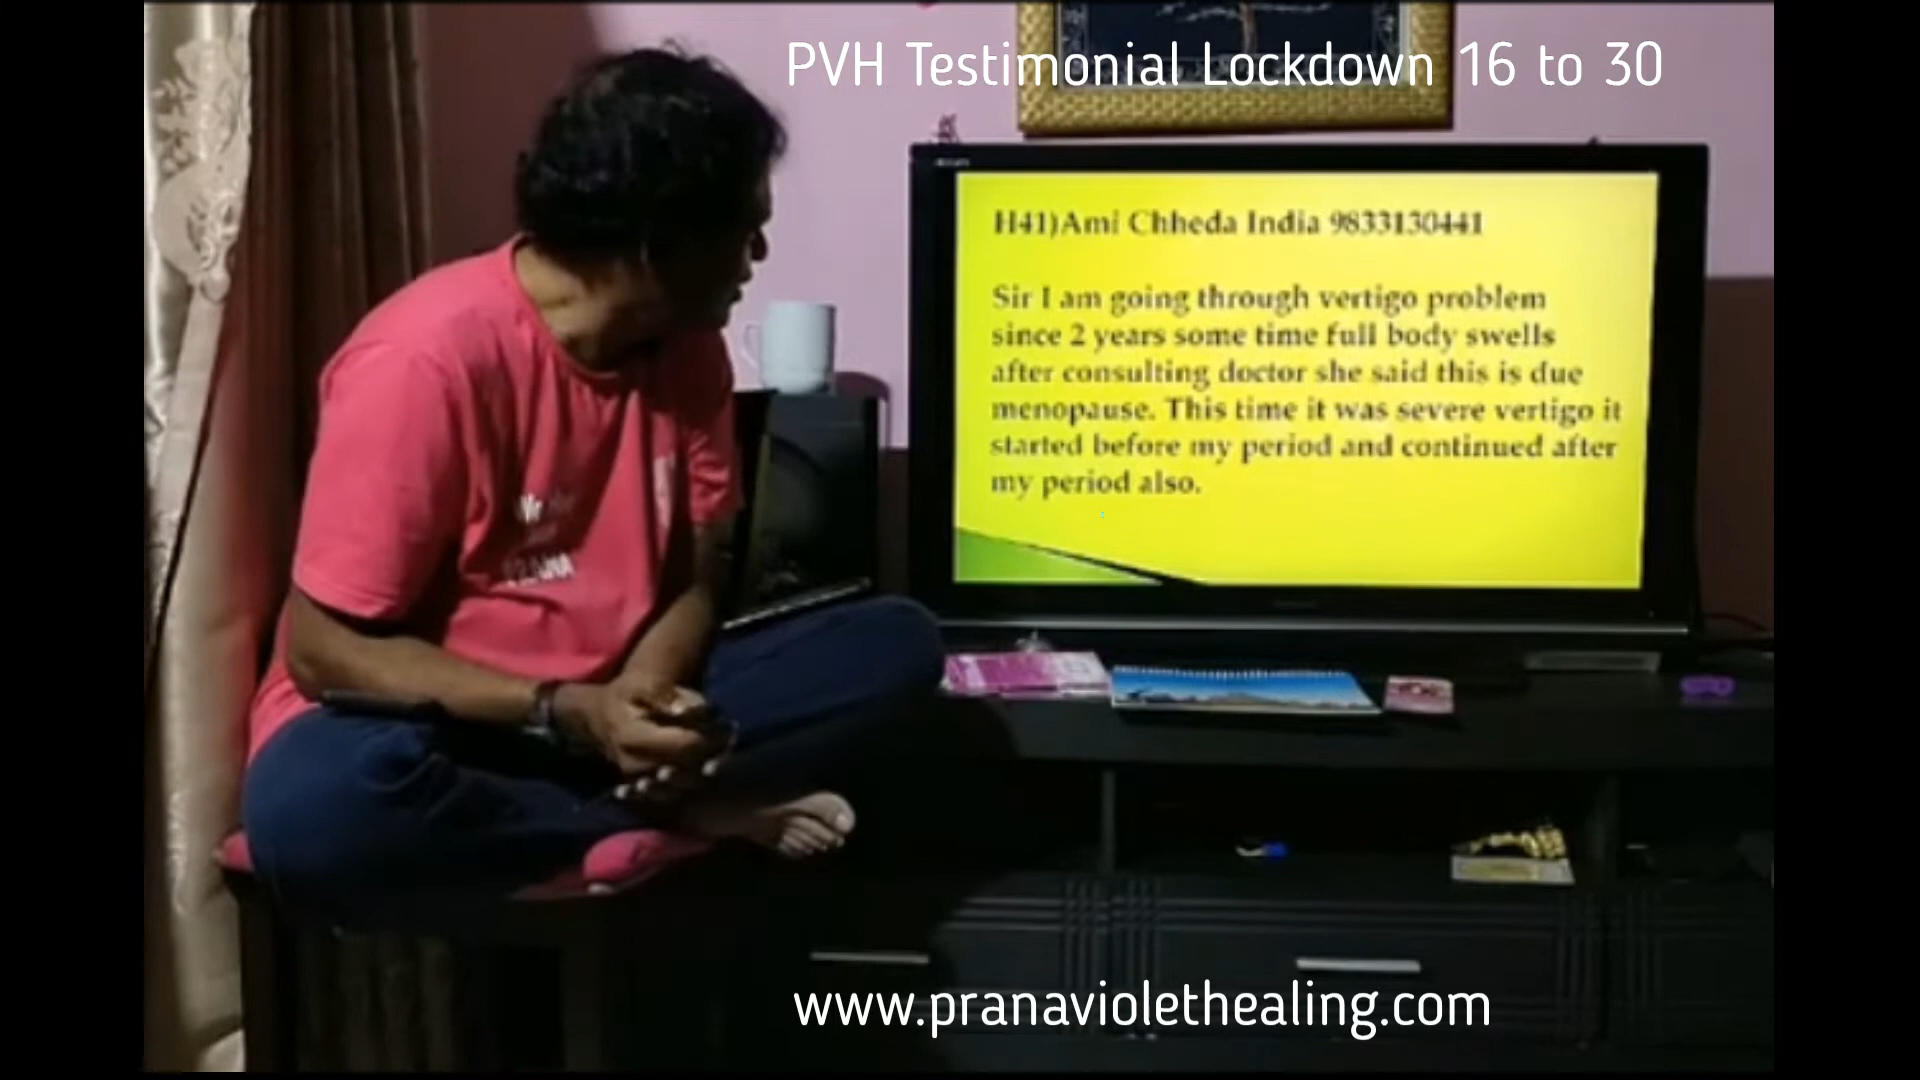 PVH Testimonial Lockdown 16 to 30
H41)Ami Chheda India 9833130441
Sir I am going through vertigo problem
since 2 years some time full body swells
after consulting doctor she said this is due
menopause. This time it was severe vertigo it
started before my period and continued after
my period also.
www.pranaviolethealing.com